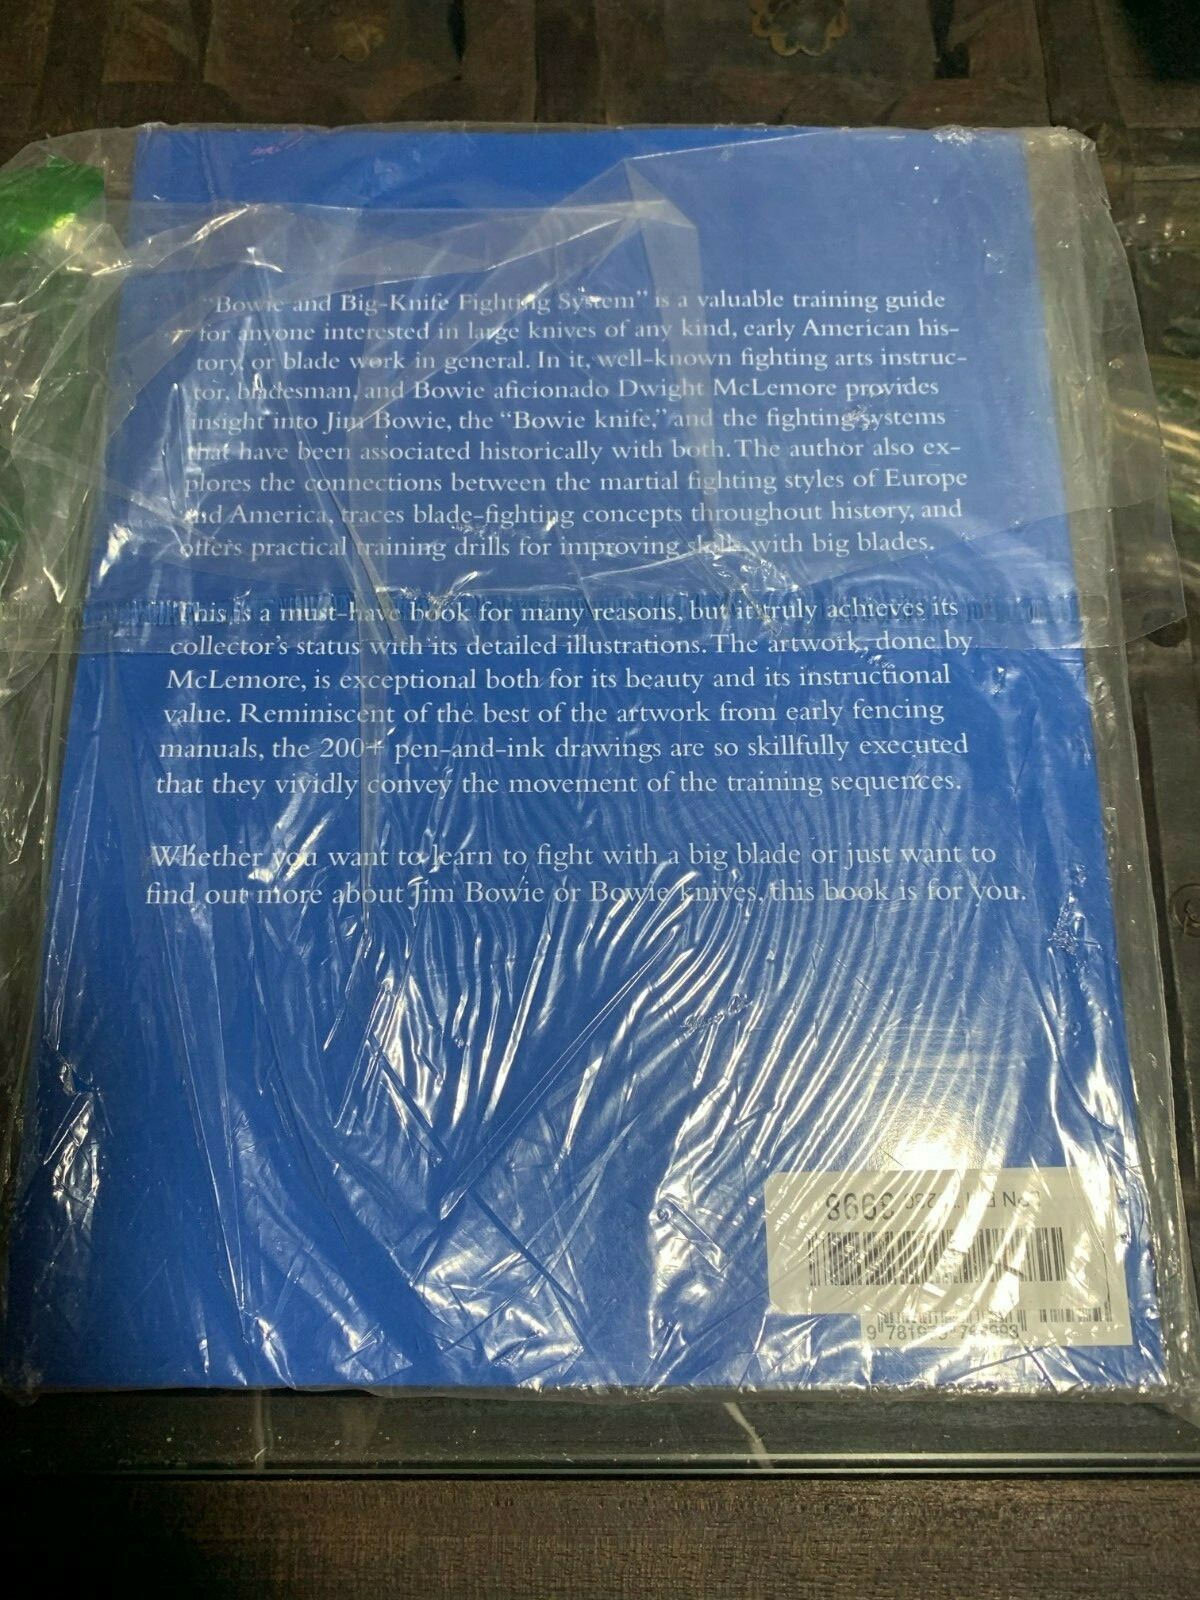 "Bowie and Big-Knife Fighting System" is a valuable training guide
for anyone interested in large knives of any kind, early American his-
tory, or blade work in general. In it, well-known fighting arts instruc-
tor, bladesman, and Bowie aficionado Dwight McLemore provides
insight into Jim Bowie, the "Bowie knife," and the fighting systems
that have been associated historically with both. The author also ex-
plores the connections between the martial fighting styles of Europe
and America, traces blade-fighting concepts throughout history, and
offers practical training drills for improving skills with big blades.
This is a must-have book for many reasons, but it truly achieves its
collector's status with its detailed illustrations. The artwork, done by
McLemore, is exceptional both for its beauty and its instructional
value. Reminiscent of the best of the artwork from early fencing
manuals, the 200+ pen-and-ink drawings are so skillfully executed
that they vividly convey the movement of the training sequences.
Whether you want to learn to fight with a big blade or just want to
find out more about Jim Bowie or Bowie knives, this book is for you.